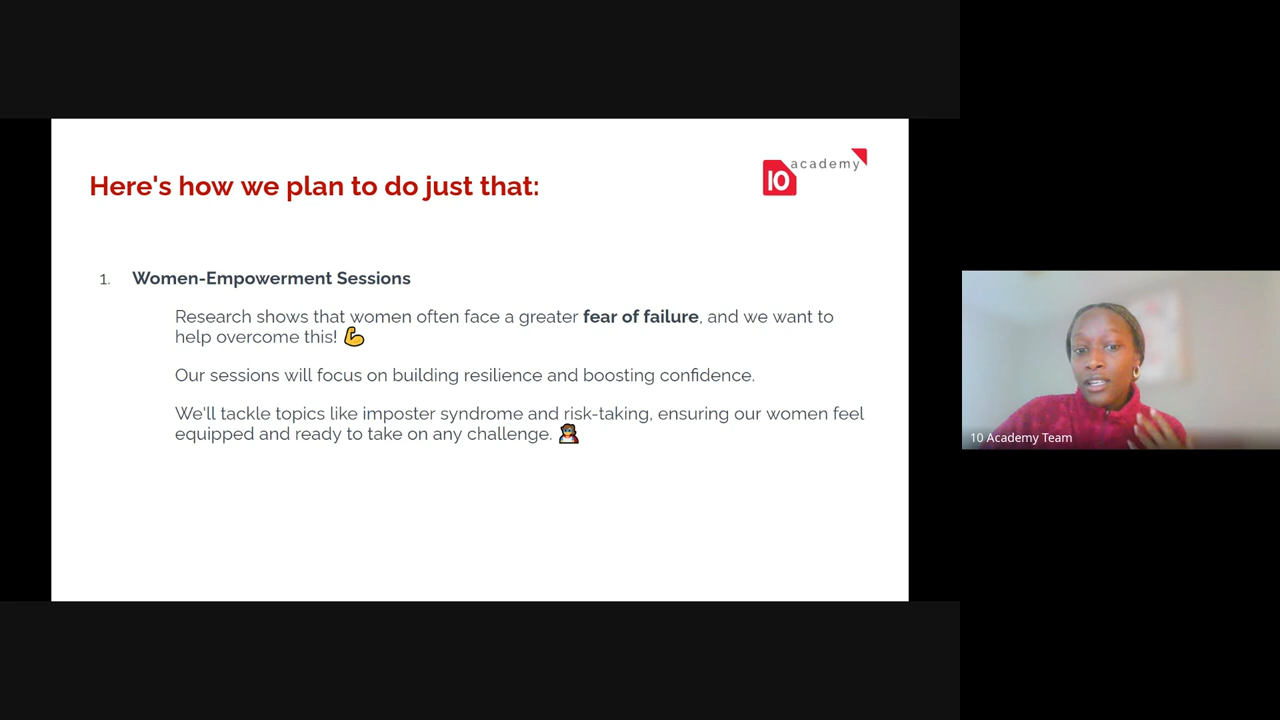 Here's how we plan to do just that:
10 academy
1. Women-Empowerment Sessions
Research shows that women often face a greater fear of failure, and we want to
help overcome this! 💪
Our sessions will focus on building resilience and boosting confidence.
We'll tackle topics like imposter syndrome and risk-taking, ensuring our women feel
equipped and ready to take on any challenge.
10 Academy Team